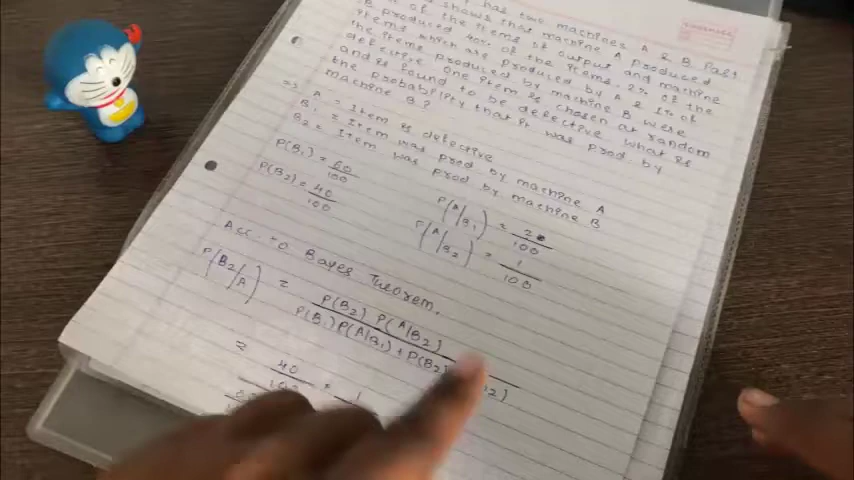 has two machines A & B Past
shows that machine A produced
of the items of output and machine
B produced 40% of the items. 2% of the
items which are produced by A & 1% of
the items produced by machine B were
defective. One item is chosen at random
and is found to be defective what is
the probability that it was prod. by
machine B?
=> A = Item is defective
B₁ = Item was prod by machine A
B₂ = Item was prod by machine B
P(B₁) = 60/100
P(B₂) = 40/100
P(A/B₁) = 2/100
P(A/B₂) = 1/100
Acc. to Bayes Theorem,
P(B₂/A) = P(B₂) P(A|B₂)
P(B₁)P(A|B₁) + P(B₂)
= 40